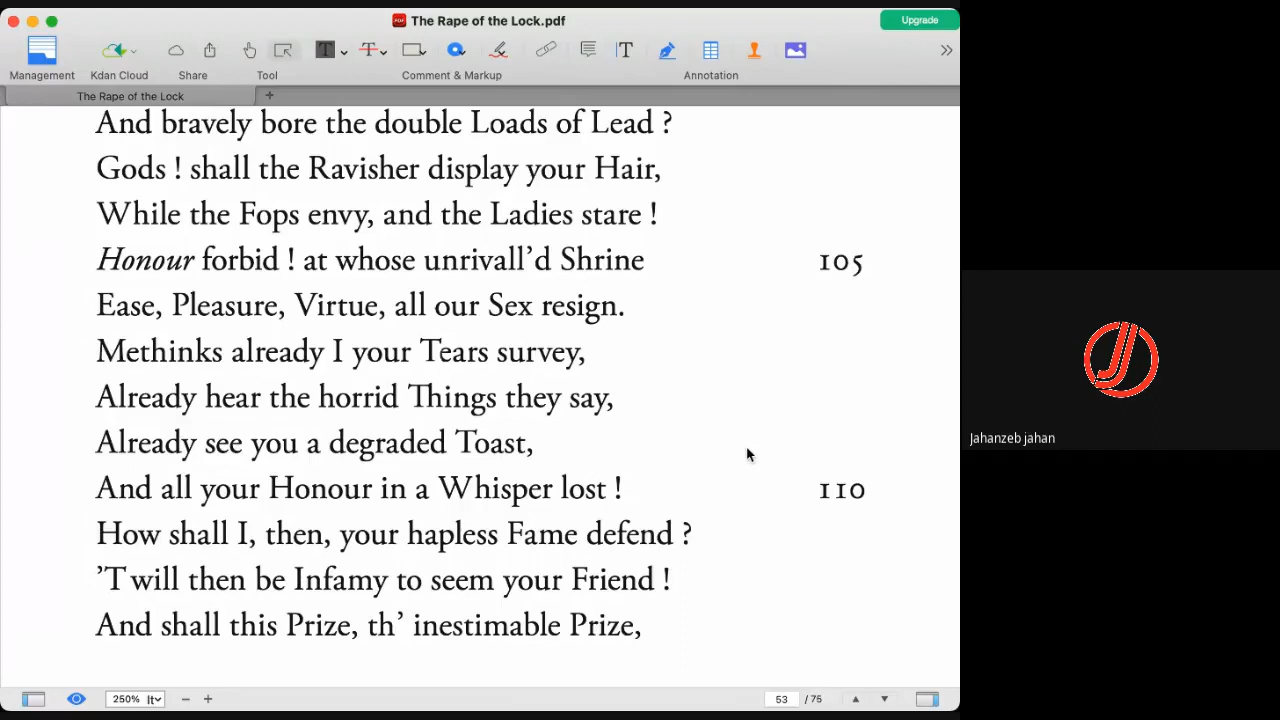 The Rape of the Lock.pdf
Upgrade
Management
Kdan Cloud
Share
Tool
Comment & Markup
Annotation
The Rape of the Lock
And bravely bore the double Loads of Lead ?
Gods ! shall the Ravisher display your Hair,
While the Fops envy, and the Ladies stare !
Honour forbid ! at whose unrivall’d Shrine 105
Ease, Pleasure, Virtue, all our Sex resign.
Methinks already I your Tears survey,
Already hear the horrid Things they say,
Already see you a degraded Toast,
And all your Honour in a Whisper lost ! 110
How shall I, then, your hapless Fame defend ?
’Twill then be Infamy to seem your Friend !
And shall this Prize, th’ inestimable Prize,
250%
53 / 75
Jahanzeb jahan